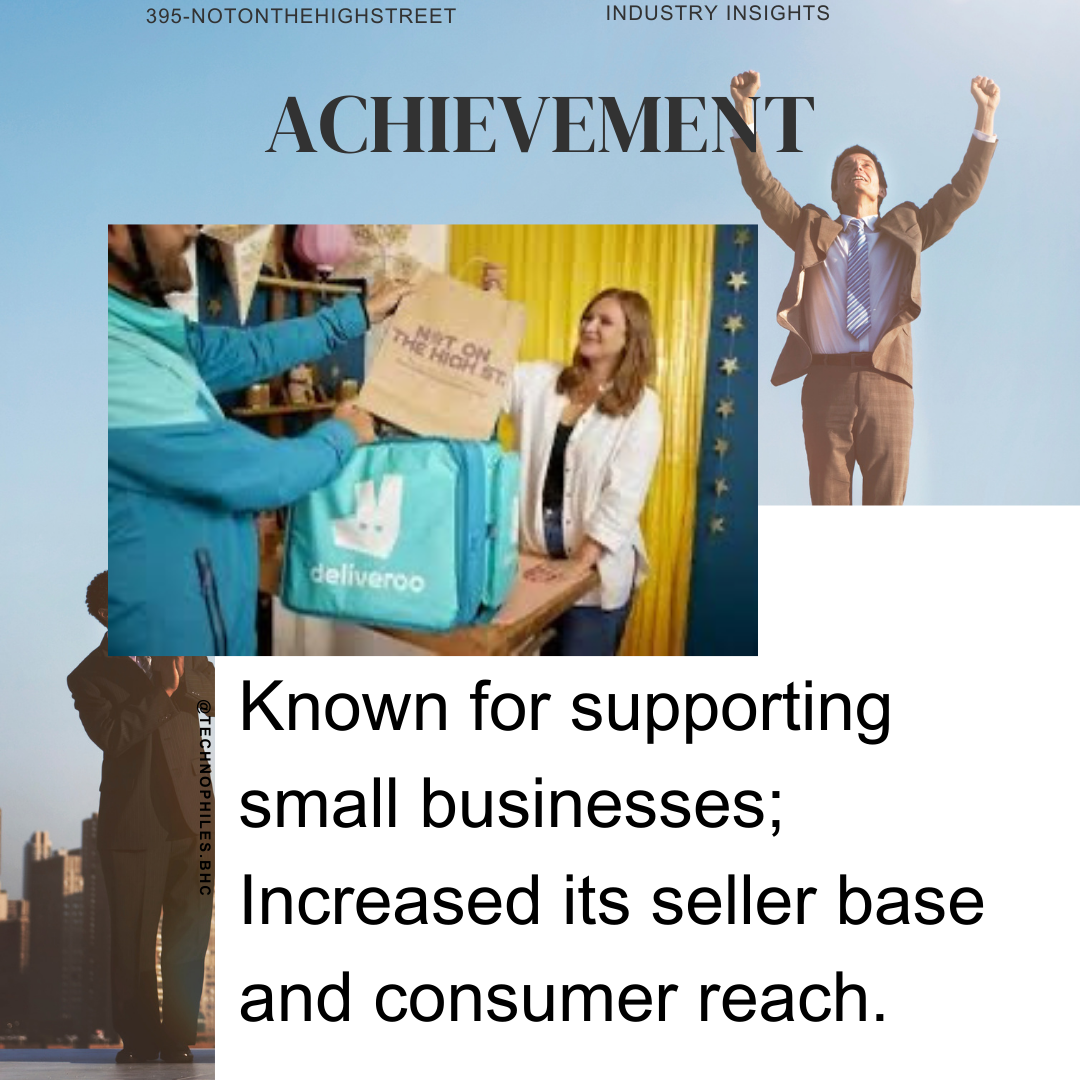 395-NOTONTHEHIGHSTREET
INDUSTRY INSIGHTS
ACHIEVEMENT
NOT ON
THE HIGH ST.
deliveroo
@TECHNOPHILES.BHC
Known for supporting
small businesses;
Increased its seller base
and consumer reach.